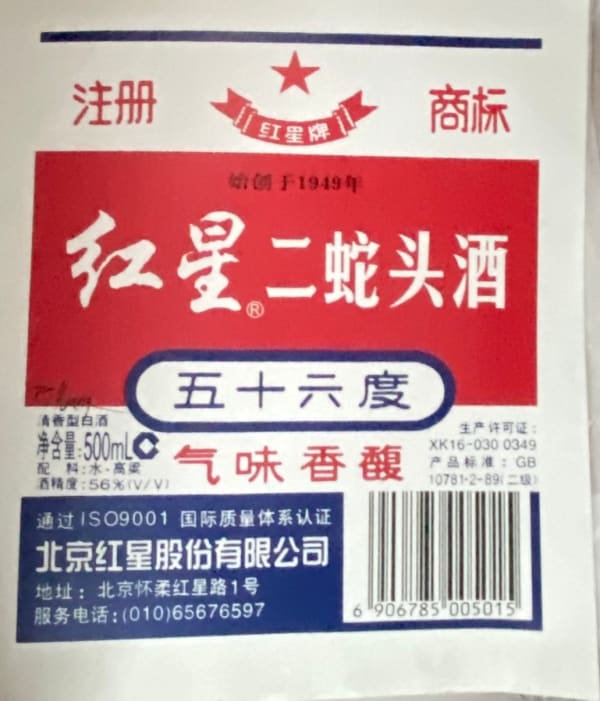 注册
红星牌
商标
始创于1949年
红星®二蛇头酒
五十六度
清香型白酒
净含量:500mL C
配 料:水·高粱
酒精度:56%(V/V)
气味香馥
生产许可证:
XK16-030 0349
产品标准:GB
10781·2-89(二级)
通过ISO9001 国际质量体系认证
北京红星股份有限公司
地址:北京怀柔红星路1号
服务电话:(010)65676597
6 906785 005015